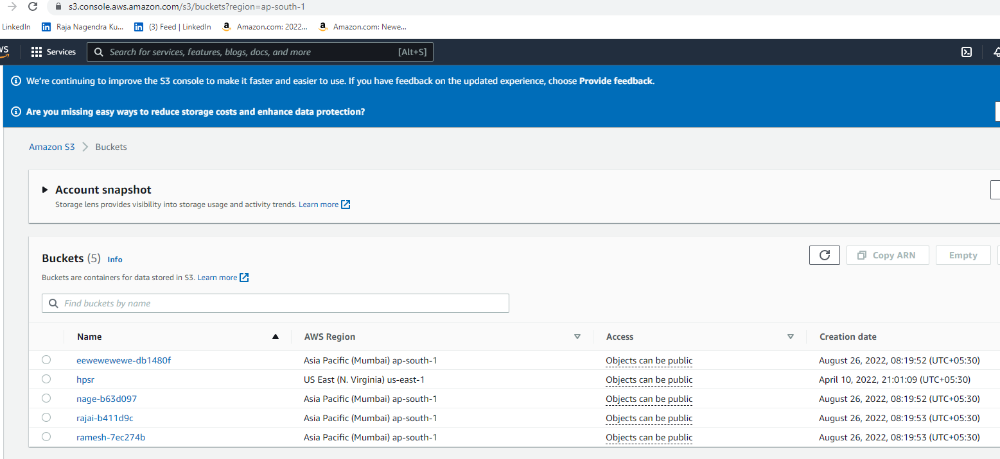 s3.console.aws.amazon.com/s3/buckets?region=ap-south-1
LinkedIn Raja Nagendra Ku... (3) Feed | LinkedIn Amazon.com: 2022... Amazon.com: Newe...
Services Search for services, features, blogs, docs, and more [Alt+S]
We're continuing to improve the S3 console to make it faster and easier to use. If you have feedback on the updated experience, choose Provide feedback.
Are you missing easy ways to reduce storage costs and enhance data protection?
Amazon S3 > Buckets
Account snapshot
Storage lens provides visibility into storage usage and activity trends. Learn more
Buckets (5) Info Copy ARN Empty
Buckets are containers for data stored in S3. Learn more
Find buckets by name
Name AWS Region Access Creation date
eewewewewe-db1480f Asia Pacific (Mumbai) ap-south-1 Objects can be public August 26, 2022, 08:19:52 (UTC+05:30)
hpsr US East (N. Virginia) us-east-1 Objects can be public April 10, 2022, 21:01:09 (UTC+05:30)
nage-b63d097 Asia Pacific (Mumbai) ap-south-1 Objects can be public August 26, 2022, 08:19:52 (UTC+05:30)
rajai-b411d9c Asia Pacific (Mumbai) ap-south-1 Objects can be public August 26, 2022, 08:19:53 (UTC+05:30)
ramesh-7ec274b Asia Pacific (Mumbai) ap-south-1 Objects can be public August 26, 2022, 08:19:53 (UTC+05:30)